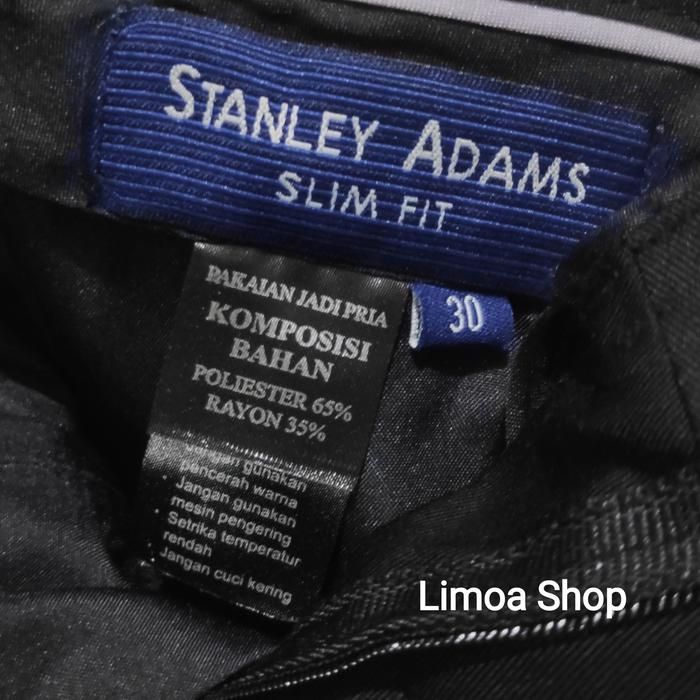 STANLEY ADAMS
SLIM FIT
30
PAKAIAN JADI PRIA
KOMPOSISI
BAHAN
POLIESTER 65%
RAYON 35%
Jangan gunakan
pencerah warna
Jangan gunakan
mesin pengering
Setrika temperatur
rendah
Jangan cuci kering
Limoa Shop